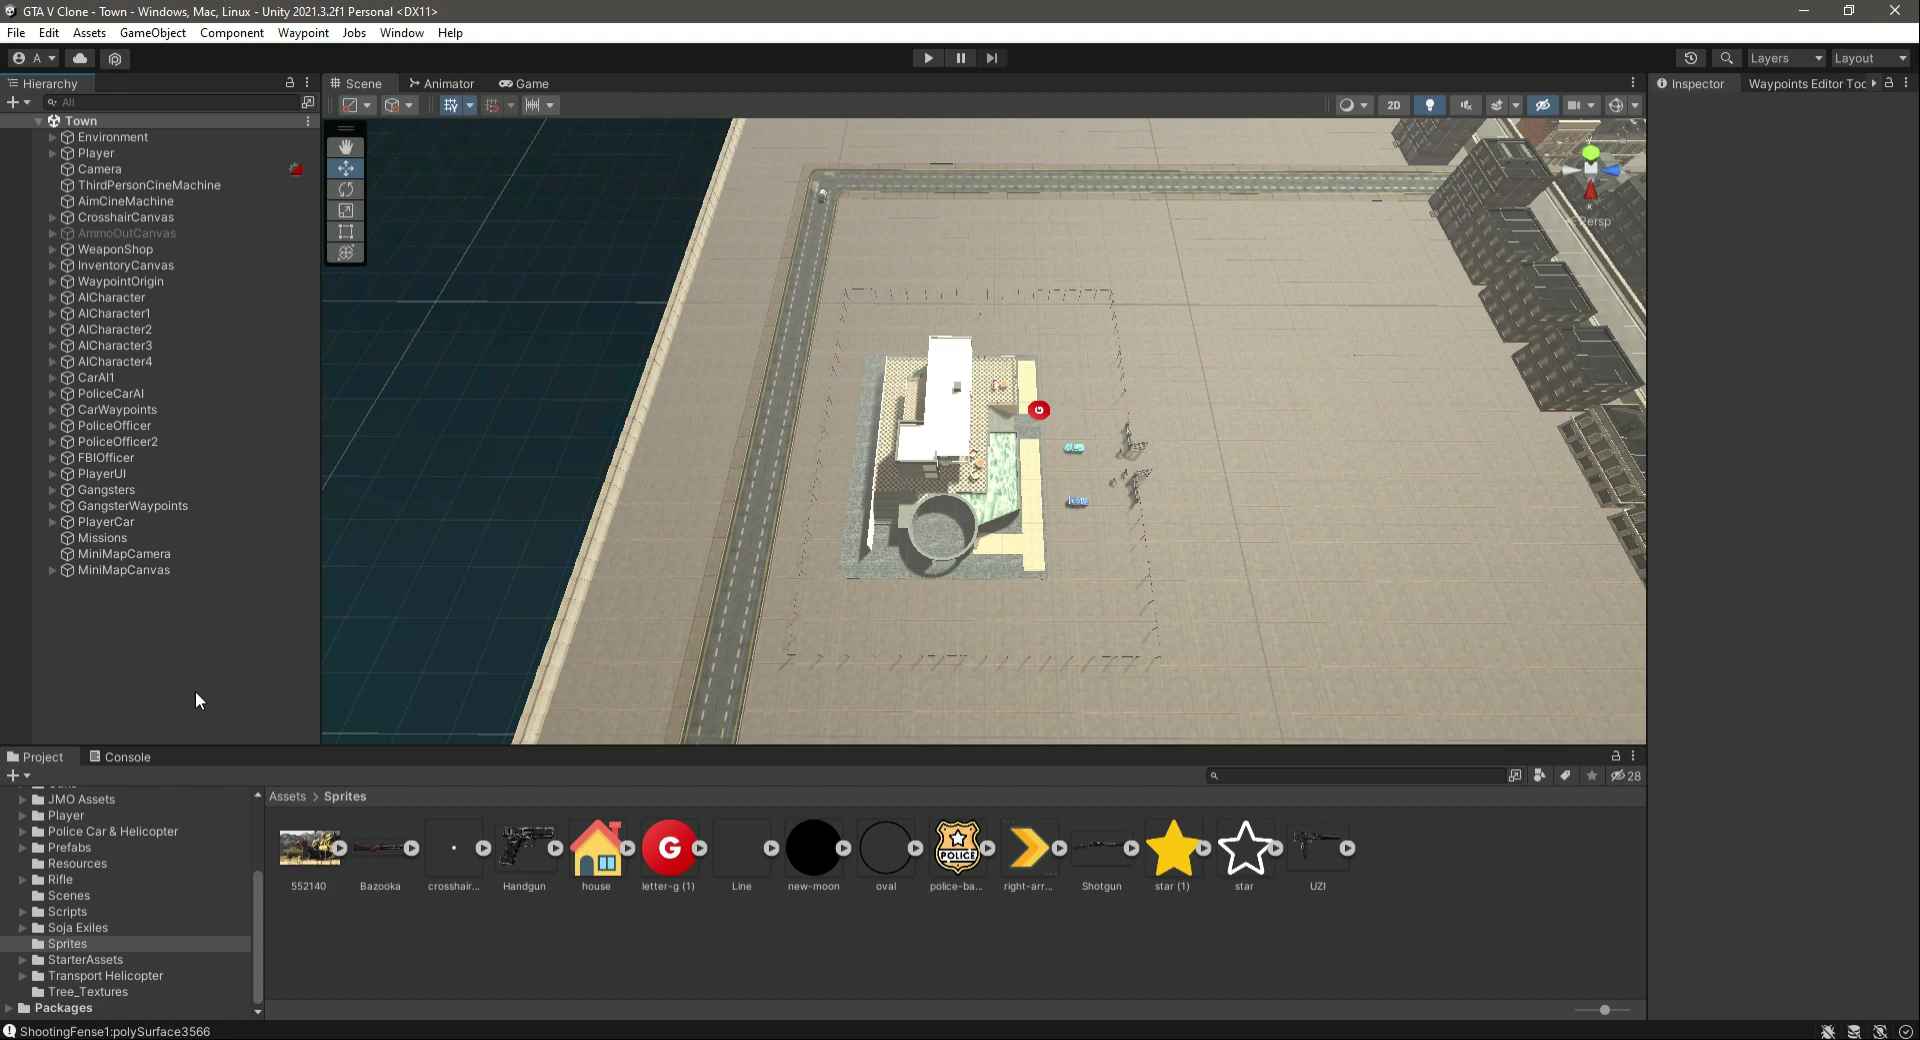 GTA V Clone - Town - Windows, Mac, Linux - Unity 2021.3.2f1 Personal <DX11>
File Edit Assets GameObject Component Waypoint Jobs Window Help
A Layers Layout
Hierarchy
Scene Animator Game
Inspector Waypoints Editor Toc
All
2D
Town
Environment
Player
Camera
ThirdPersonCineMachine
AimCineMachine
CrosshairCanvas
AmmoOutCanvas
WeaponShop
InventoryCanvas
WaypointOrigin
AICharacter
AICharacter1
AICharacter2
AICharacter3
AICharacter4
CarAI1
PoliceCarAI
CarWaypoints
PoliceOfficer
PoliceOfficer2
FBIOfficer
PlayerUI
Gangsters
GangsterWaypoints
PlayerCar
Missions
MiniMapCamera
MiniMapCanvas
y
x
Persp
G
Project Console
28
JMO Assets
Player
Police Car & Helicopter
Prefabs
Resources
Rifle
Scenes
Scripts
Soja Exiles
Sprites
StarterAssets
Transport Helicopter
Tree_Textures
Packages
Assets > Sprites
G
POLICE
552140
Bazooka
crosshair...
Handgun
house
letter-g (1)
Line
new-moon
oval
police-ba...
right-arr...
Shotgun
star (1)
star
UZI
ShootingFense1:polySurface3566